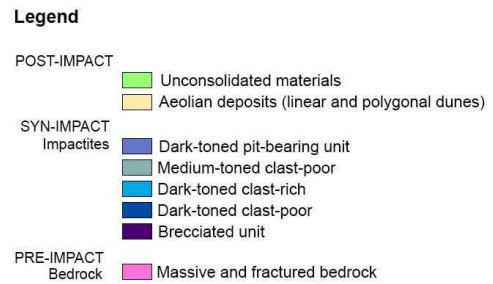 Legend
POST-IMPACT
Unconsolidated materials
Aeolian deposits (linear and polygonal dunes)
SYN-IMPACT
Impactites
Dark-toned pit-bearing unit
Medium-toned clast-poor
Dark-toned clast-rich
Dark-toned clast-poor
Brecciated unit
PRE-IMPACT
Bedrock
Massive and fractured bedrock